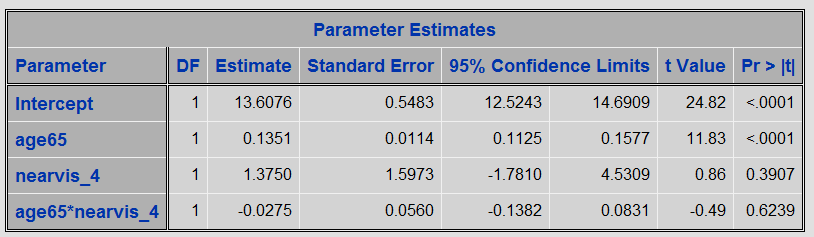 Parameter Estimates
Parameter DF Estimate Standard Error 95% Confidence Limits t Value Pr > |t|
Intercept 1 13.6076 0.5483 12.5243 14.6909 24.82 <.0001
age65 1 0.1351 0.0114 0.1125 0.1577 11.83 <.0001
nearvis_4 1 1.3750 1.5973 -1.7810 4.5309 0.86 0.3907
age65*nearvis_4 1 -0.0275 0.0560 -0.1382 0.0831 -0.49 0.6239